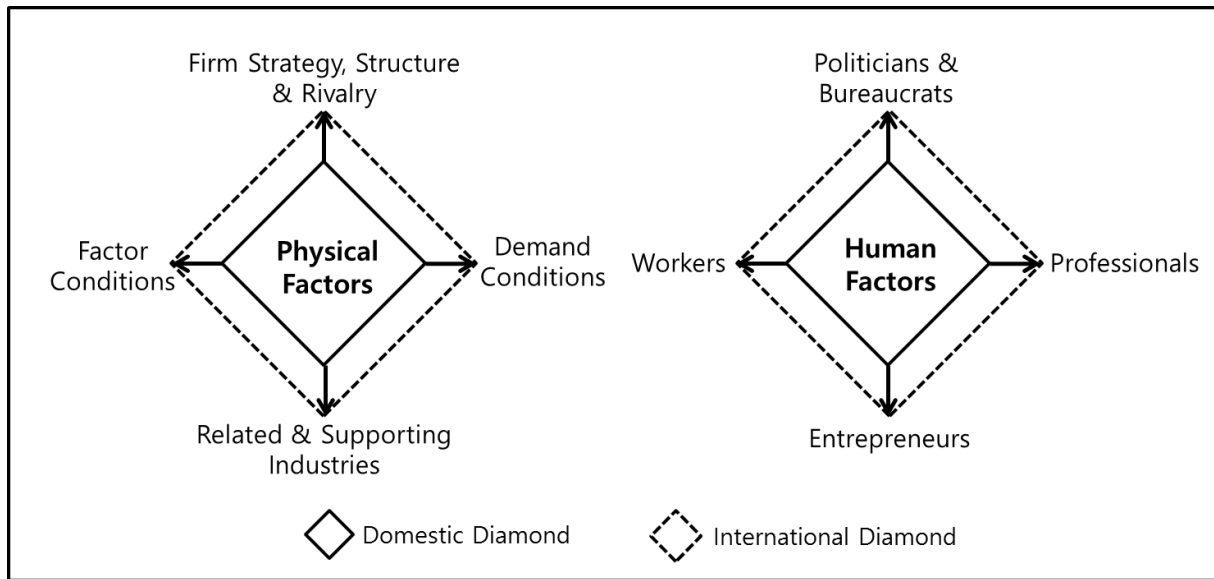 Firm Strategy, Structure
& Rivalry
Factor
Conditions
Physical
Factors
Demand
Conditions
Related & Supporting
Industries
Politicians &
Bureaucrats
Workers
Human
Factors
Professionals
Entrepreneurs
Domestic Diamond
International Diamond